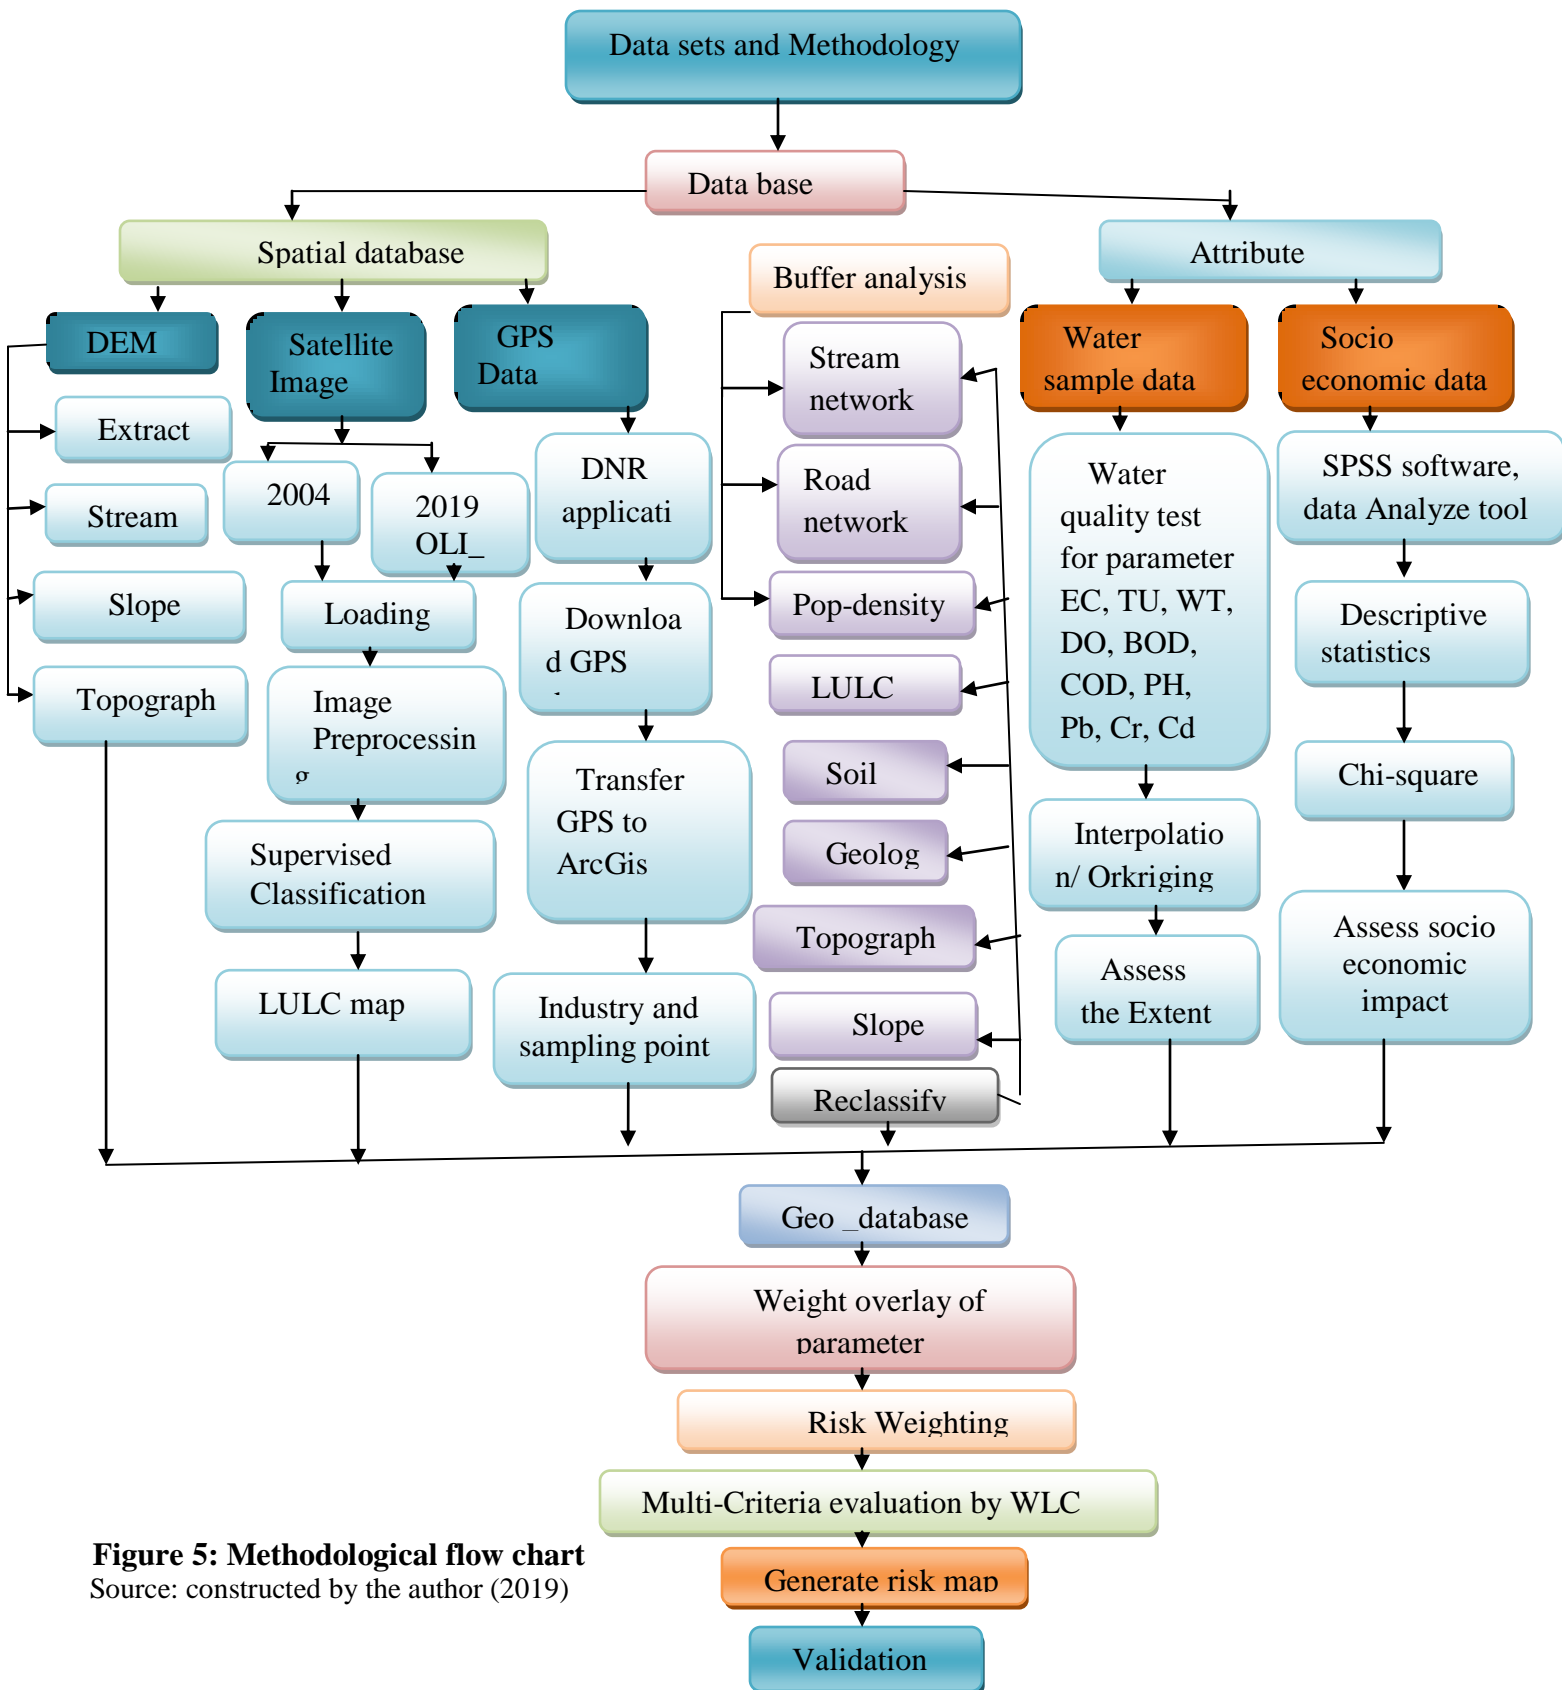 Data sets and Methodology
Data base
Spatial database
Attribute
Buffer analysis
DEM
Satellite
Image
GPS
Data
Water
sample data
Socio
economic data
Extract
Stream
Slope
Topograph
2004
2019
OLI_
Loading
Image
Preprocessin
g
Supervised
Classification
LULC map
DNR
applicati
Downloa
d GPS
Transfer
GPS to
ArcGis
Industry and
sampling point
Stream
network
Road
network
Pop-density
LULC
Soil
Geolog
Topograph
Slope
Reclassify
Water
quality test
for parameter
EC, TU, WT,
DO, BOD,
COD, PH,
Pb, Cr, Cd
Interpolatio
n/ Orkriging
Assess
the Extent
SPSS software,
data Analyze tool
Descriptive
statistics
Chi-square
Assess socio
economic
impact
Geo _database
Weight overlay of
parameter
Risk Weighting
Multi-Criteria evaluation by WLC
Generate risk map
Validation
Figure 5: Methodological flow chart
Source: constructed by the author (2019)